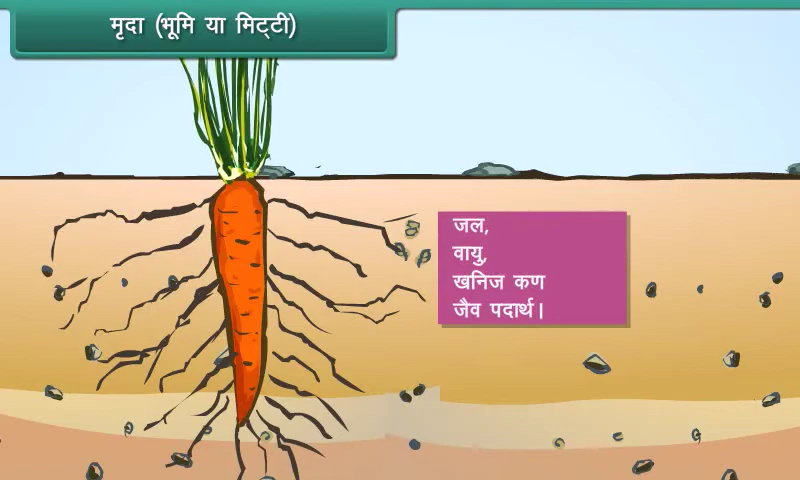 मृदा (भूमि या मिट्टी)
जल,
वायु,
खनिज कण
जैव पदार्थ।